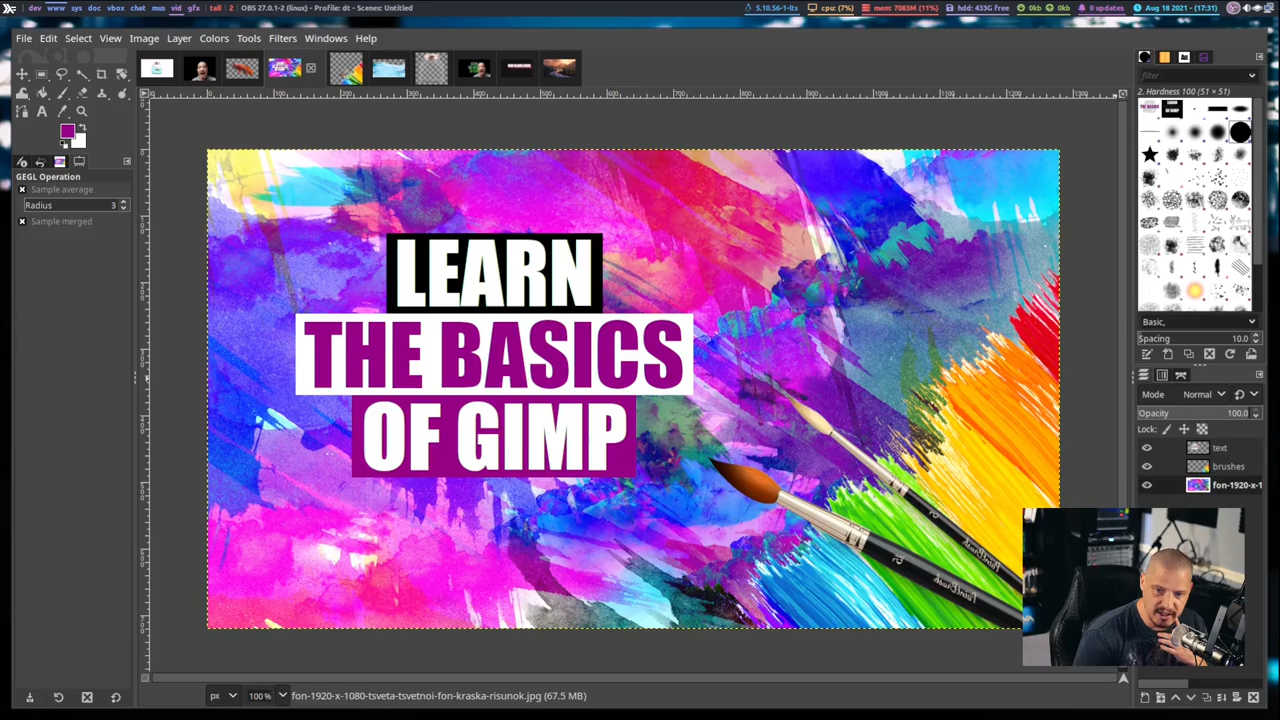 dev www sys doc vbox chat mus vid gfx | tall | 2 | OBS 27.0.1-2 (linux) - Profile: dt - Scenes: Untitled
5.10.56-1-lts | cpu: (7%) | mem: 7083M (11%) | hdd: 433G free | 0kb 0kb | 0 updates | Aug 18 2021 - (17:31)
File Edit Select View Image Layer Colors Tools Filters Windows Help
filter
2. Hardness 100 (51 × 51)
GEGL Operation
Sample average
Radius 3
Sample merged
LEARN
THE BASICS
OF GIMP
Basic,
Spacing 10.0
Mode Normal
Opacity 100.0
Lock:
text
brushes
fon-1920-x-1
px 100% fon-1920-x-1080-tsveta-tsvetnoi-fon-kraska-risunok.jpg (67.5 MB)